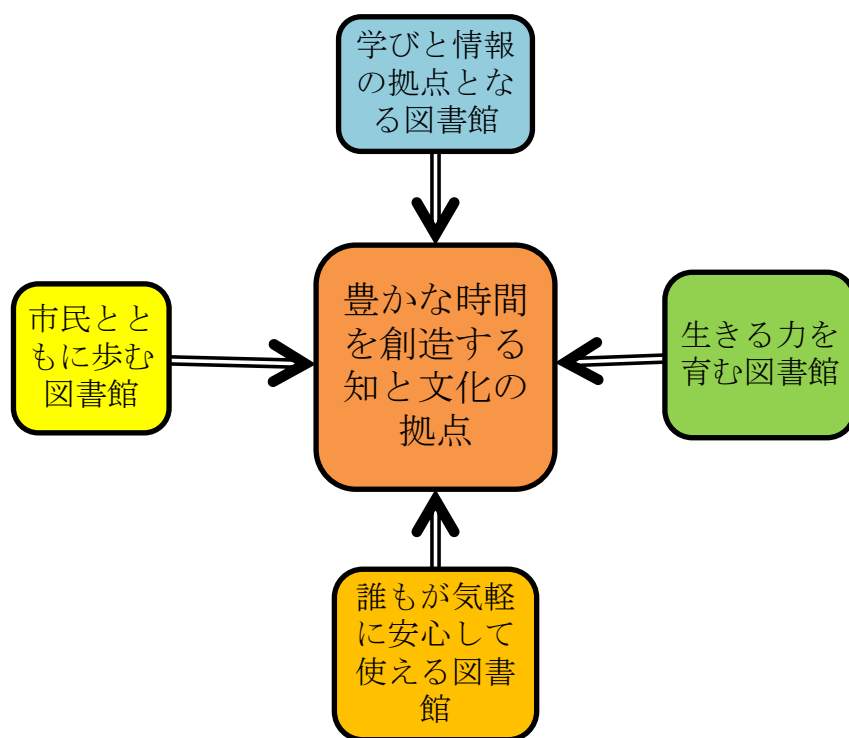 学びと情報
の拠点とな
る図書館
市民とと
もに歩む
図書館
豊かな時間
を創造する
知と文化の
拠点
生きる力を
育む図書館
誰もが気軽
に安心して
使える図書
館